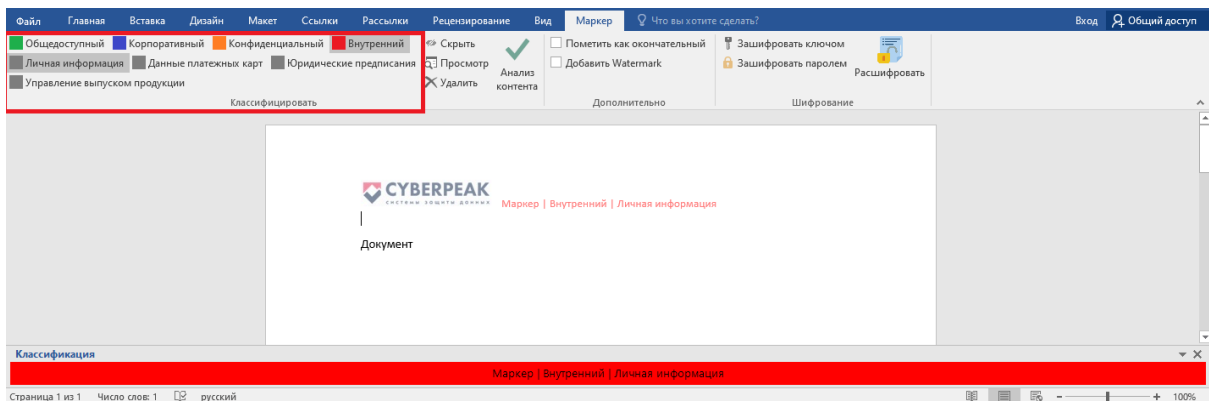 Файл Главная Вставка Дизайн Макет Ссылки Рассылки Рецензирование Вид Маркер Что вы хотите сделать? Вход Общий доступ
Общедоступный Корпоративный Конфиденциальный Внутренний Скрыть Пометить как окончательный Зашифровать ключом
Личная информация Данные платежных карт Юридические предписания Просмотр Анализ контента Добавить Watermark Зашифровать паролем Расшифровать
Управление выпуском продукции Удалить
Классифицировать Дополнительно Шифрование
CYBERPEAK
системы защиты данных
Маркер | Внутренний | Личная информация
Документ
Классификация
Маркер | Внутренний | Личная информация
Страница 1 из 1 Число слов: 1 русский 100%